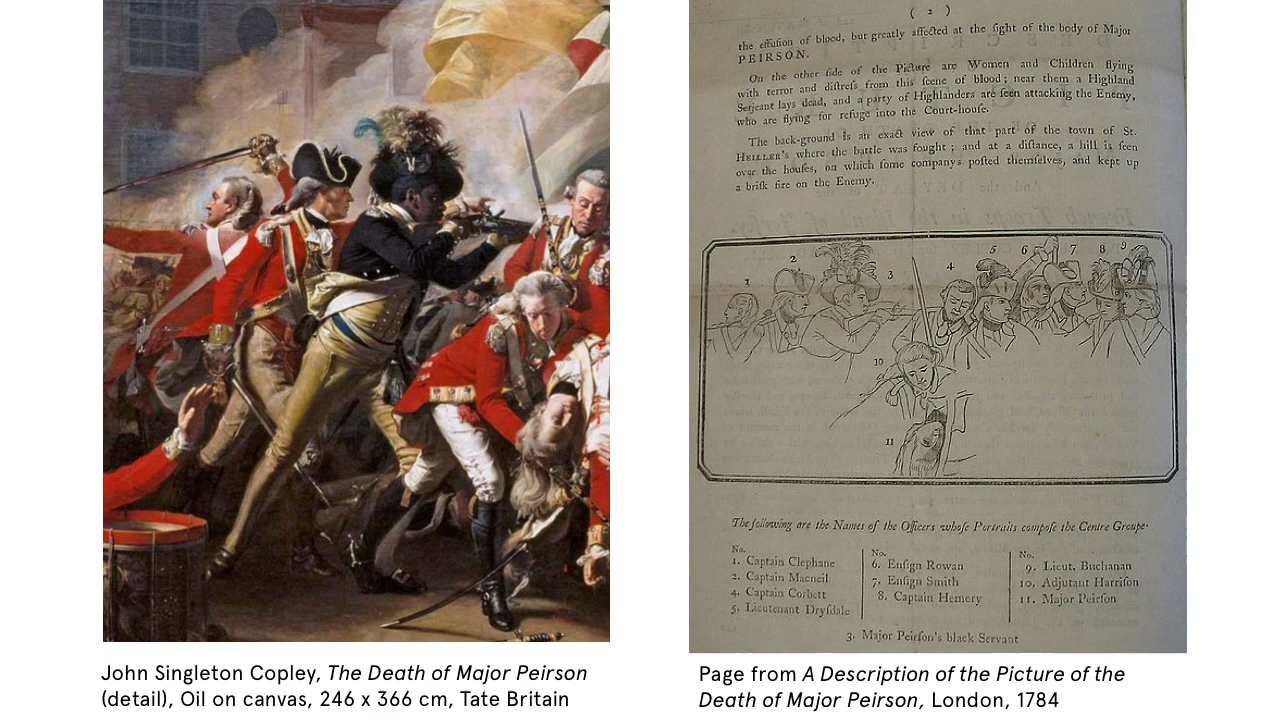 ( 2 )
the effuſion of blood, but greatly affected at the ſight of the body of Major
PEIRSON.
On the other ſide of the Picture are Women and Children flying
with terror and diſtreſs from this ſcene of blood; near them a Highland
Serjeant lays dead, and a party of Highlanders are ſeen attacking the Enemy,
who are flying for refuge into the Court-houſe.
The back-ground is an exact view of that part of the town of St.
HELLER's where the battle was fought; and at a diſtance, a hill is seen
over the houſes, on which ſome companys poſted themſelves, and kept up
a briſk fire on the Enemy.
1 2 3 4 5 6 7 8 9
10
11
The following are the Names of the Officers whoſe Portraits compoſe the Centre Groupe.
No.
1. Captain Clephane
2. Captain Macneil
4. Captain Corbett
5. Lieutenant Dryſdale
No.
6. Enſign Rowan
7. Enſign Smith
8. Captain Hemery
No.
9. Lieut. Buchanan
10. Adjutant Harriſon
11. Major Peirſon
3. Major Peirſon's black Servant
John Singleton Copley, The Death of Major Peirson
(detail), Oil on canvas, 246 x 366 cm, Tate Britain
Page from A Description of the Picture of the
Death of Major Peirson, London, 1784